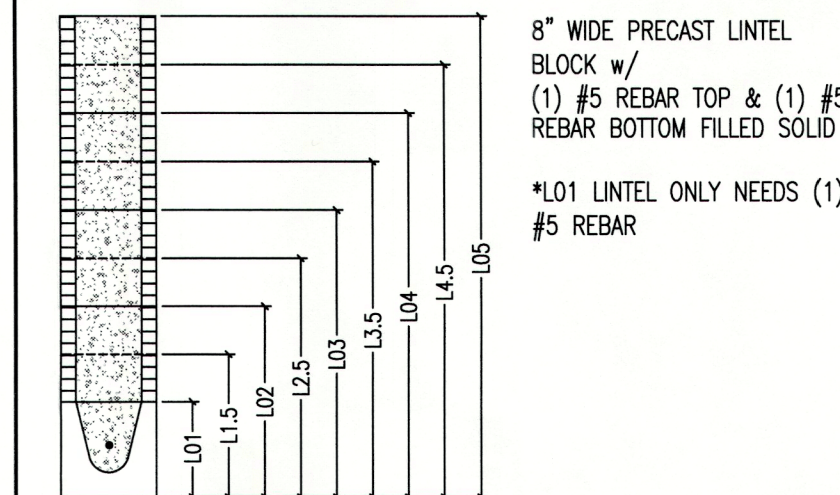 8" WIDE PRECAST LINTEL
BLOCK w/
(1) #5 REBAR TOP & (1) #5
REBAR BOTTOM FILLED SOLID
*L01 LINTEL ONLY NEEDS (1)
#5 REBAR
L01
L1.5
L02
L2.5
L03
L3.5
L04
L4.5
L05